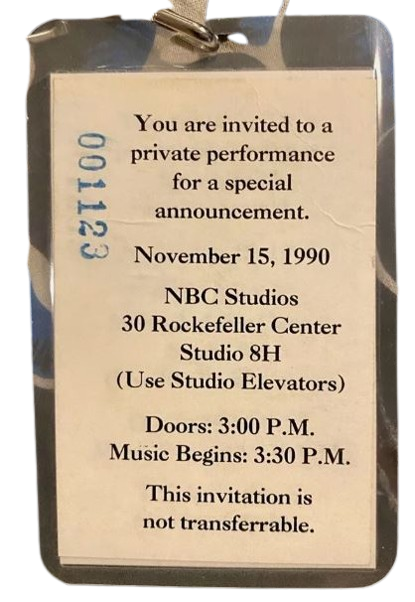 001123
You are invited to a
private performance
for a special
announcement.
November 15, 1990
NBC Studios
30 Rockefeller Center
Studio 8H
(Use Studio Elevators)
Doors: 3:00 P.M.
Music Begins: 3:30 P.M.
This invitation is
not transferrable.